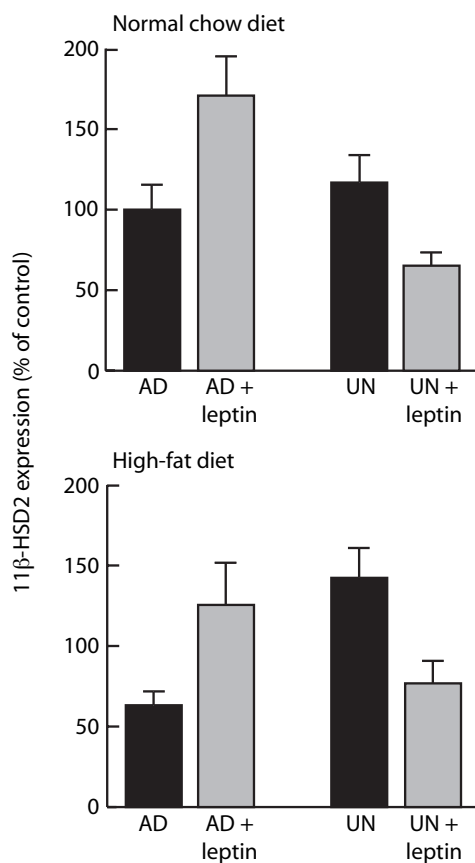 11β-HSD2 expression (% of control)
Normal chow diet
200
150
100
50
0
AD
AD +
leptin
UN
UN +
leptin
High-fat diet
200
150
100
50
0
AD
AD +
leptin
UN
UN +
leptin